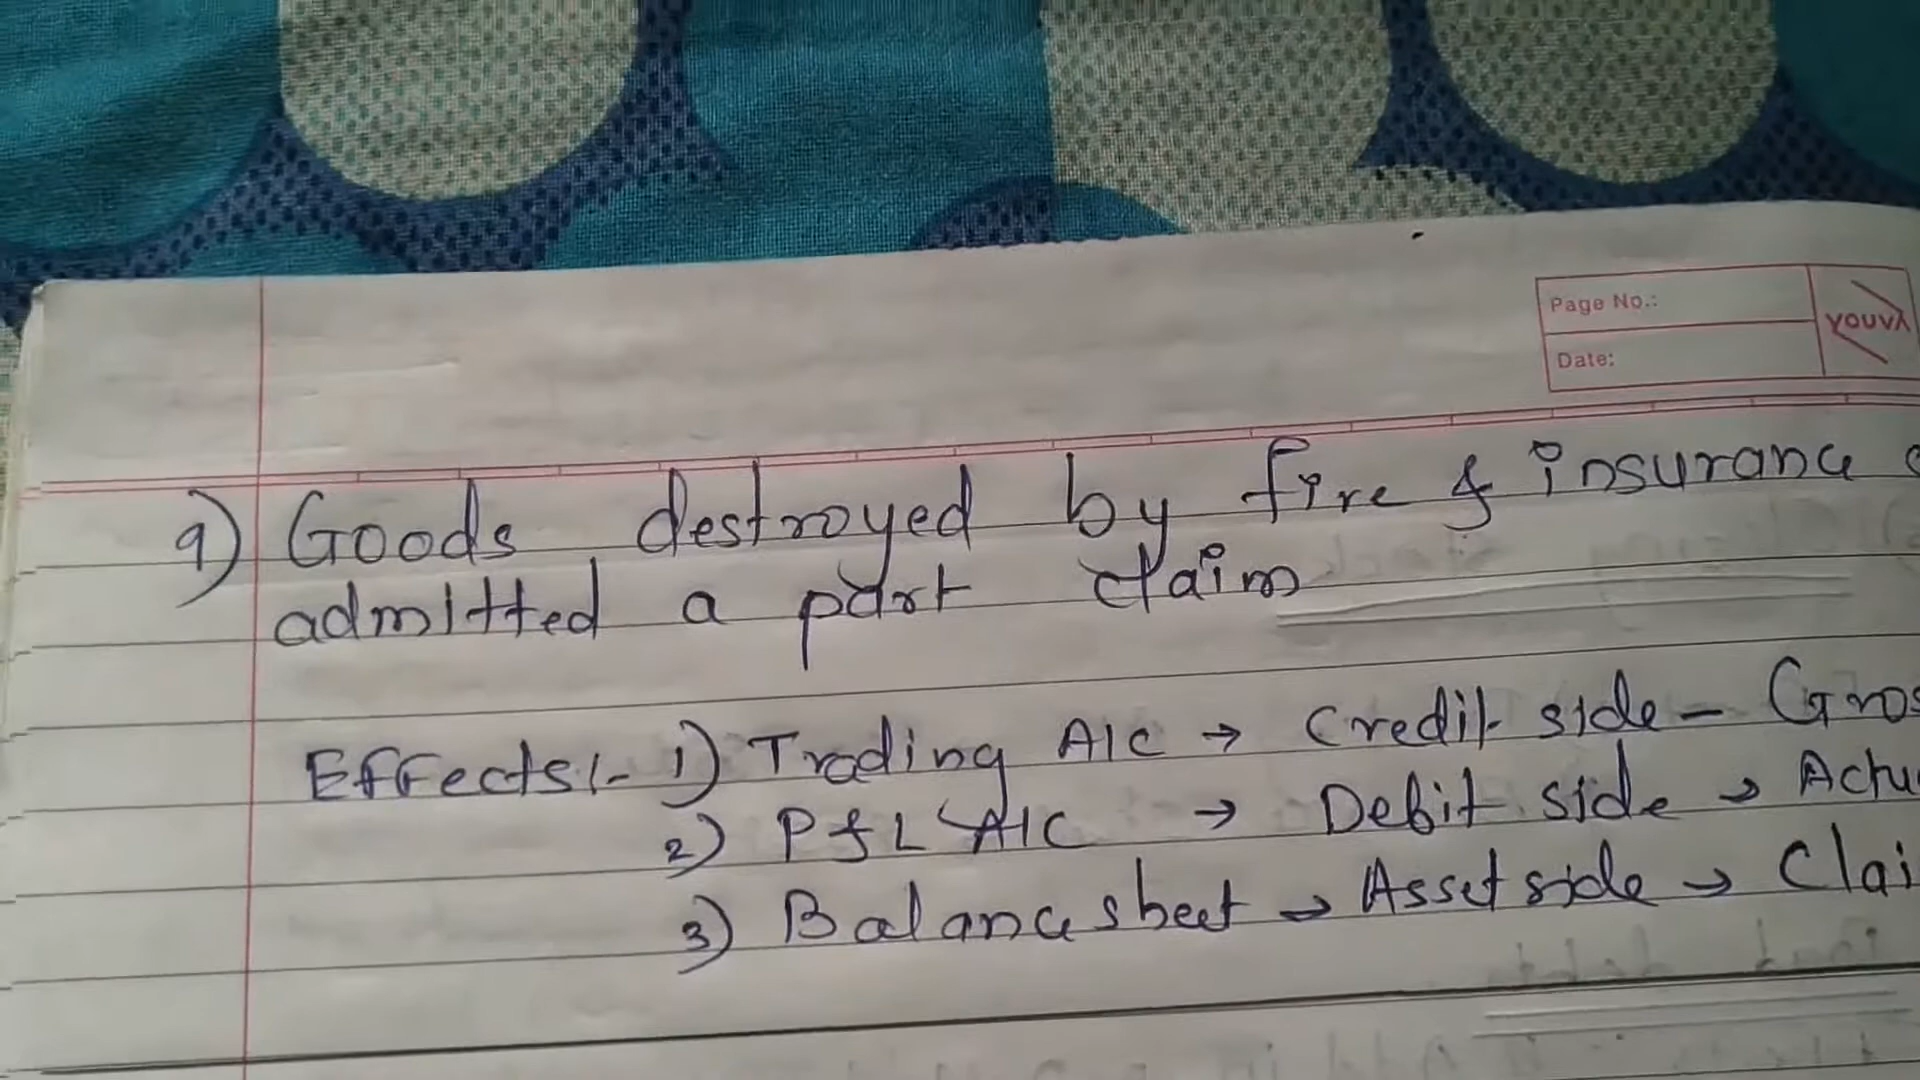 Page No.:
Date:
YOUVA
9) Goods destroyed by fire & insurance
admitted a part claim
Effects:- 1) Trading A/C → Credit side - Gros
2) P & L A/C → Debit side → Actu
3) Balance sheet → Asset side → Clai